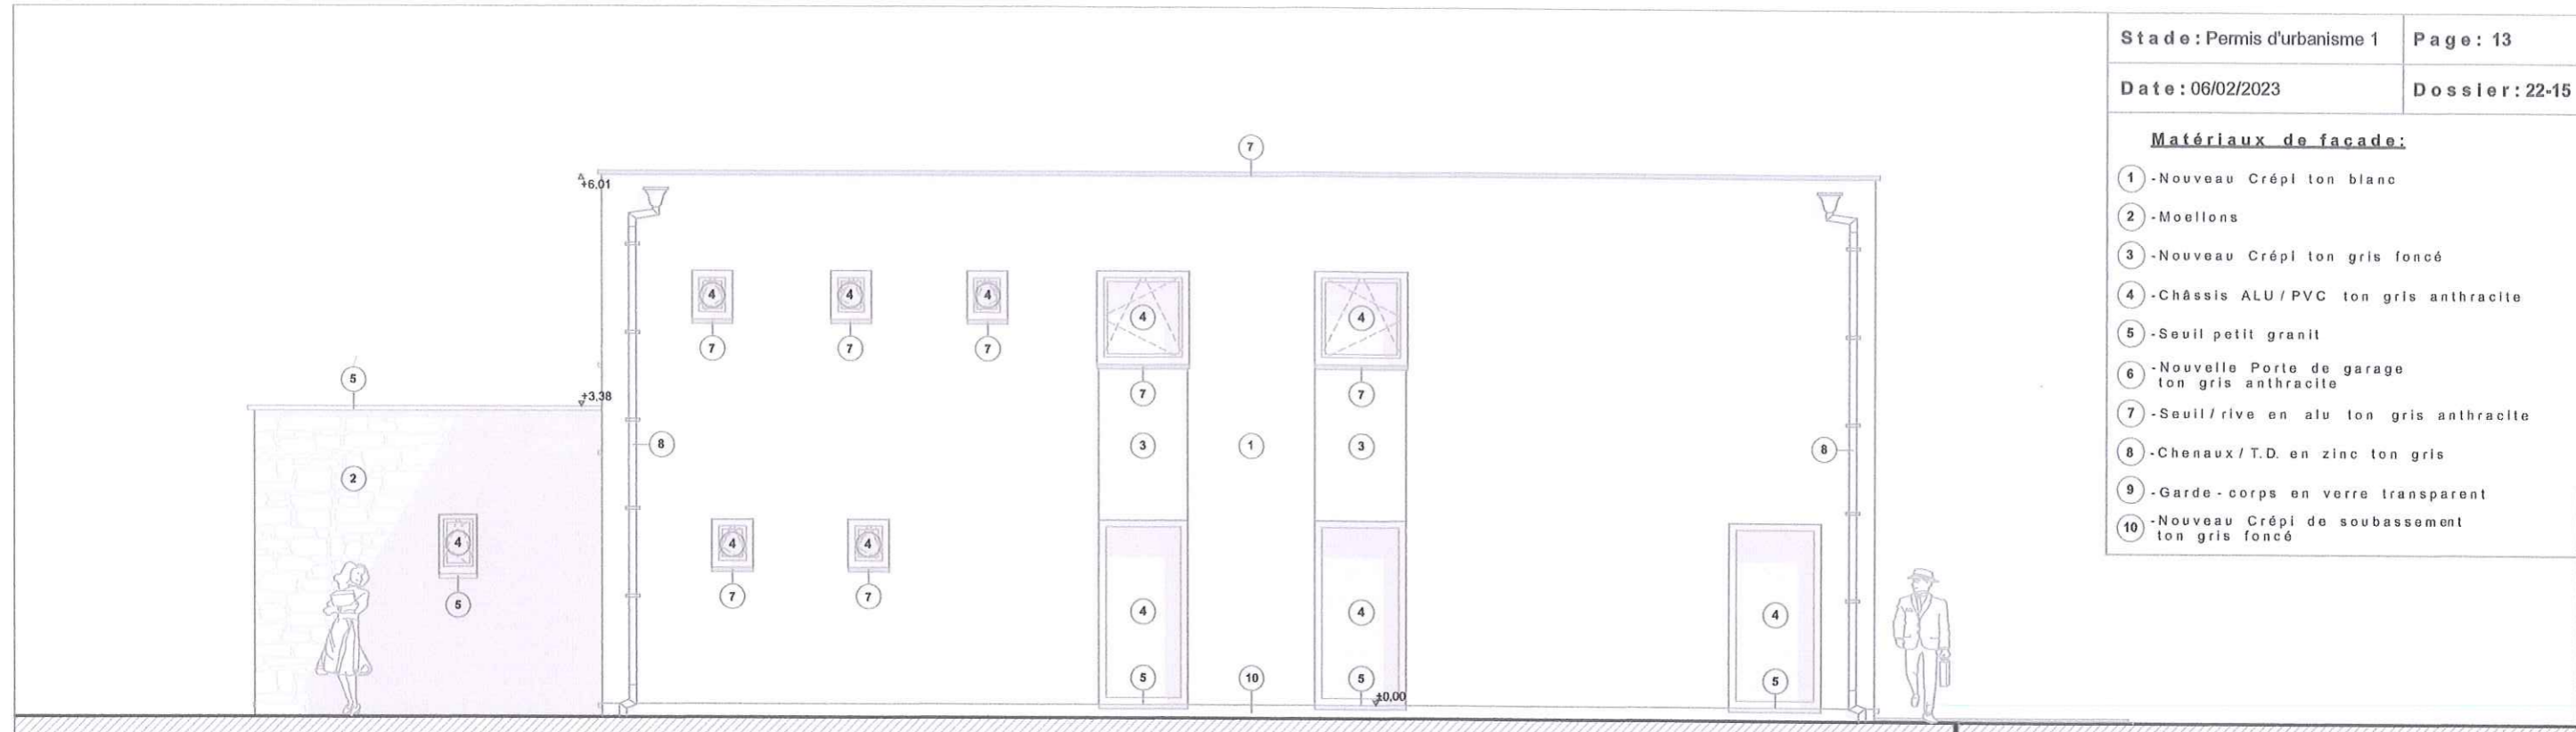 Stade: Permis d'urbanisme 1
Page: 13
Date: 06/02/2023
Dossier: 22-15
Matériaux de façade:
1 -Nouveau Crépi ton blanc
2 -Moellons
3 -Nouveau Crépi ton gris foncé
4 -Châssis ALU / PVC ton gris anthracite
5 -Seuil petit granit
6 -Nouvelle Porte de garage
ton gris anthracite
7 -Seuil / rive en alu ton gris anthracite
8 -Chenaux / T.D. en zinc ton gris
9 -Garde-corps en verre transparent
10 -Nouveau Crépi de soubassement
ton gris foncé
7
+6,01
4 4 4 4 4
7 7 7
5
+3,38
7 7
8 3 1 3 8
2
4 4 4
5 7 7
4 4 4
5 10 5 5
±0,00